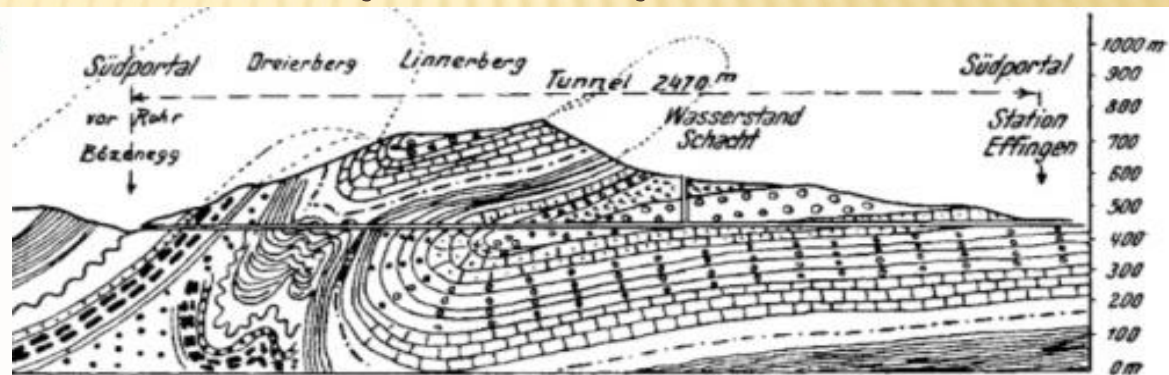 Südportal
vor Rohr
Bözenegg
Dreierberg
Linnerberg
Tunnel 2470 m
Wasserstand
Schacht
Südportal
Station
Effingen
1000 m
900
800
700
600
500
400
300
200
100
0 m